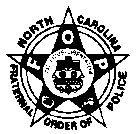 NORTH CAROLINA
F O P
FRATERNAL ORDER OF POLICE